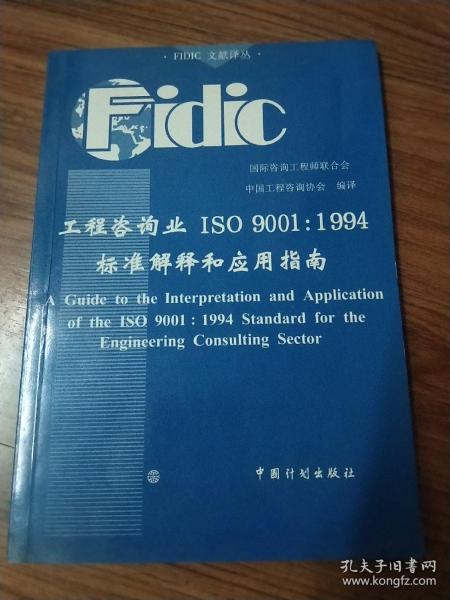 · FIDIC 文献译丛 ·
Fidic
国际咨询工程师联合会
中国工程咨询协会 编译
工程咨询业 ISO 9001:1994
标准解释和应用指南
A Guide to the Interpretation and Application
of the ISO 9001 : 1994 Standard for the
Engineering Consulting Sector
中国计划出版社
孔夫子旧书网
www.kongfz.com